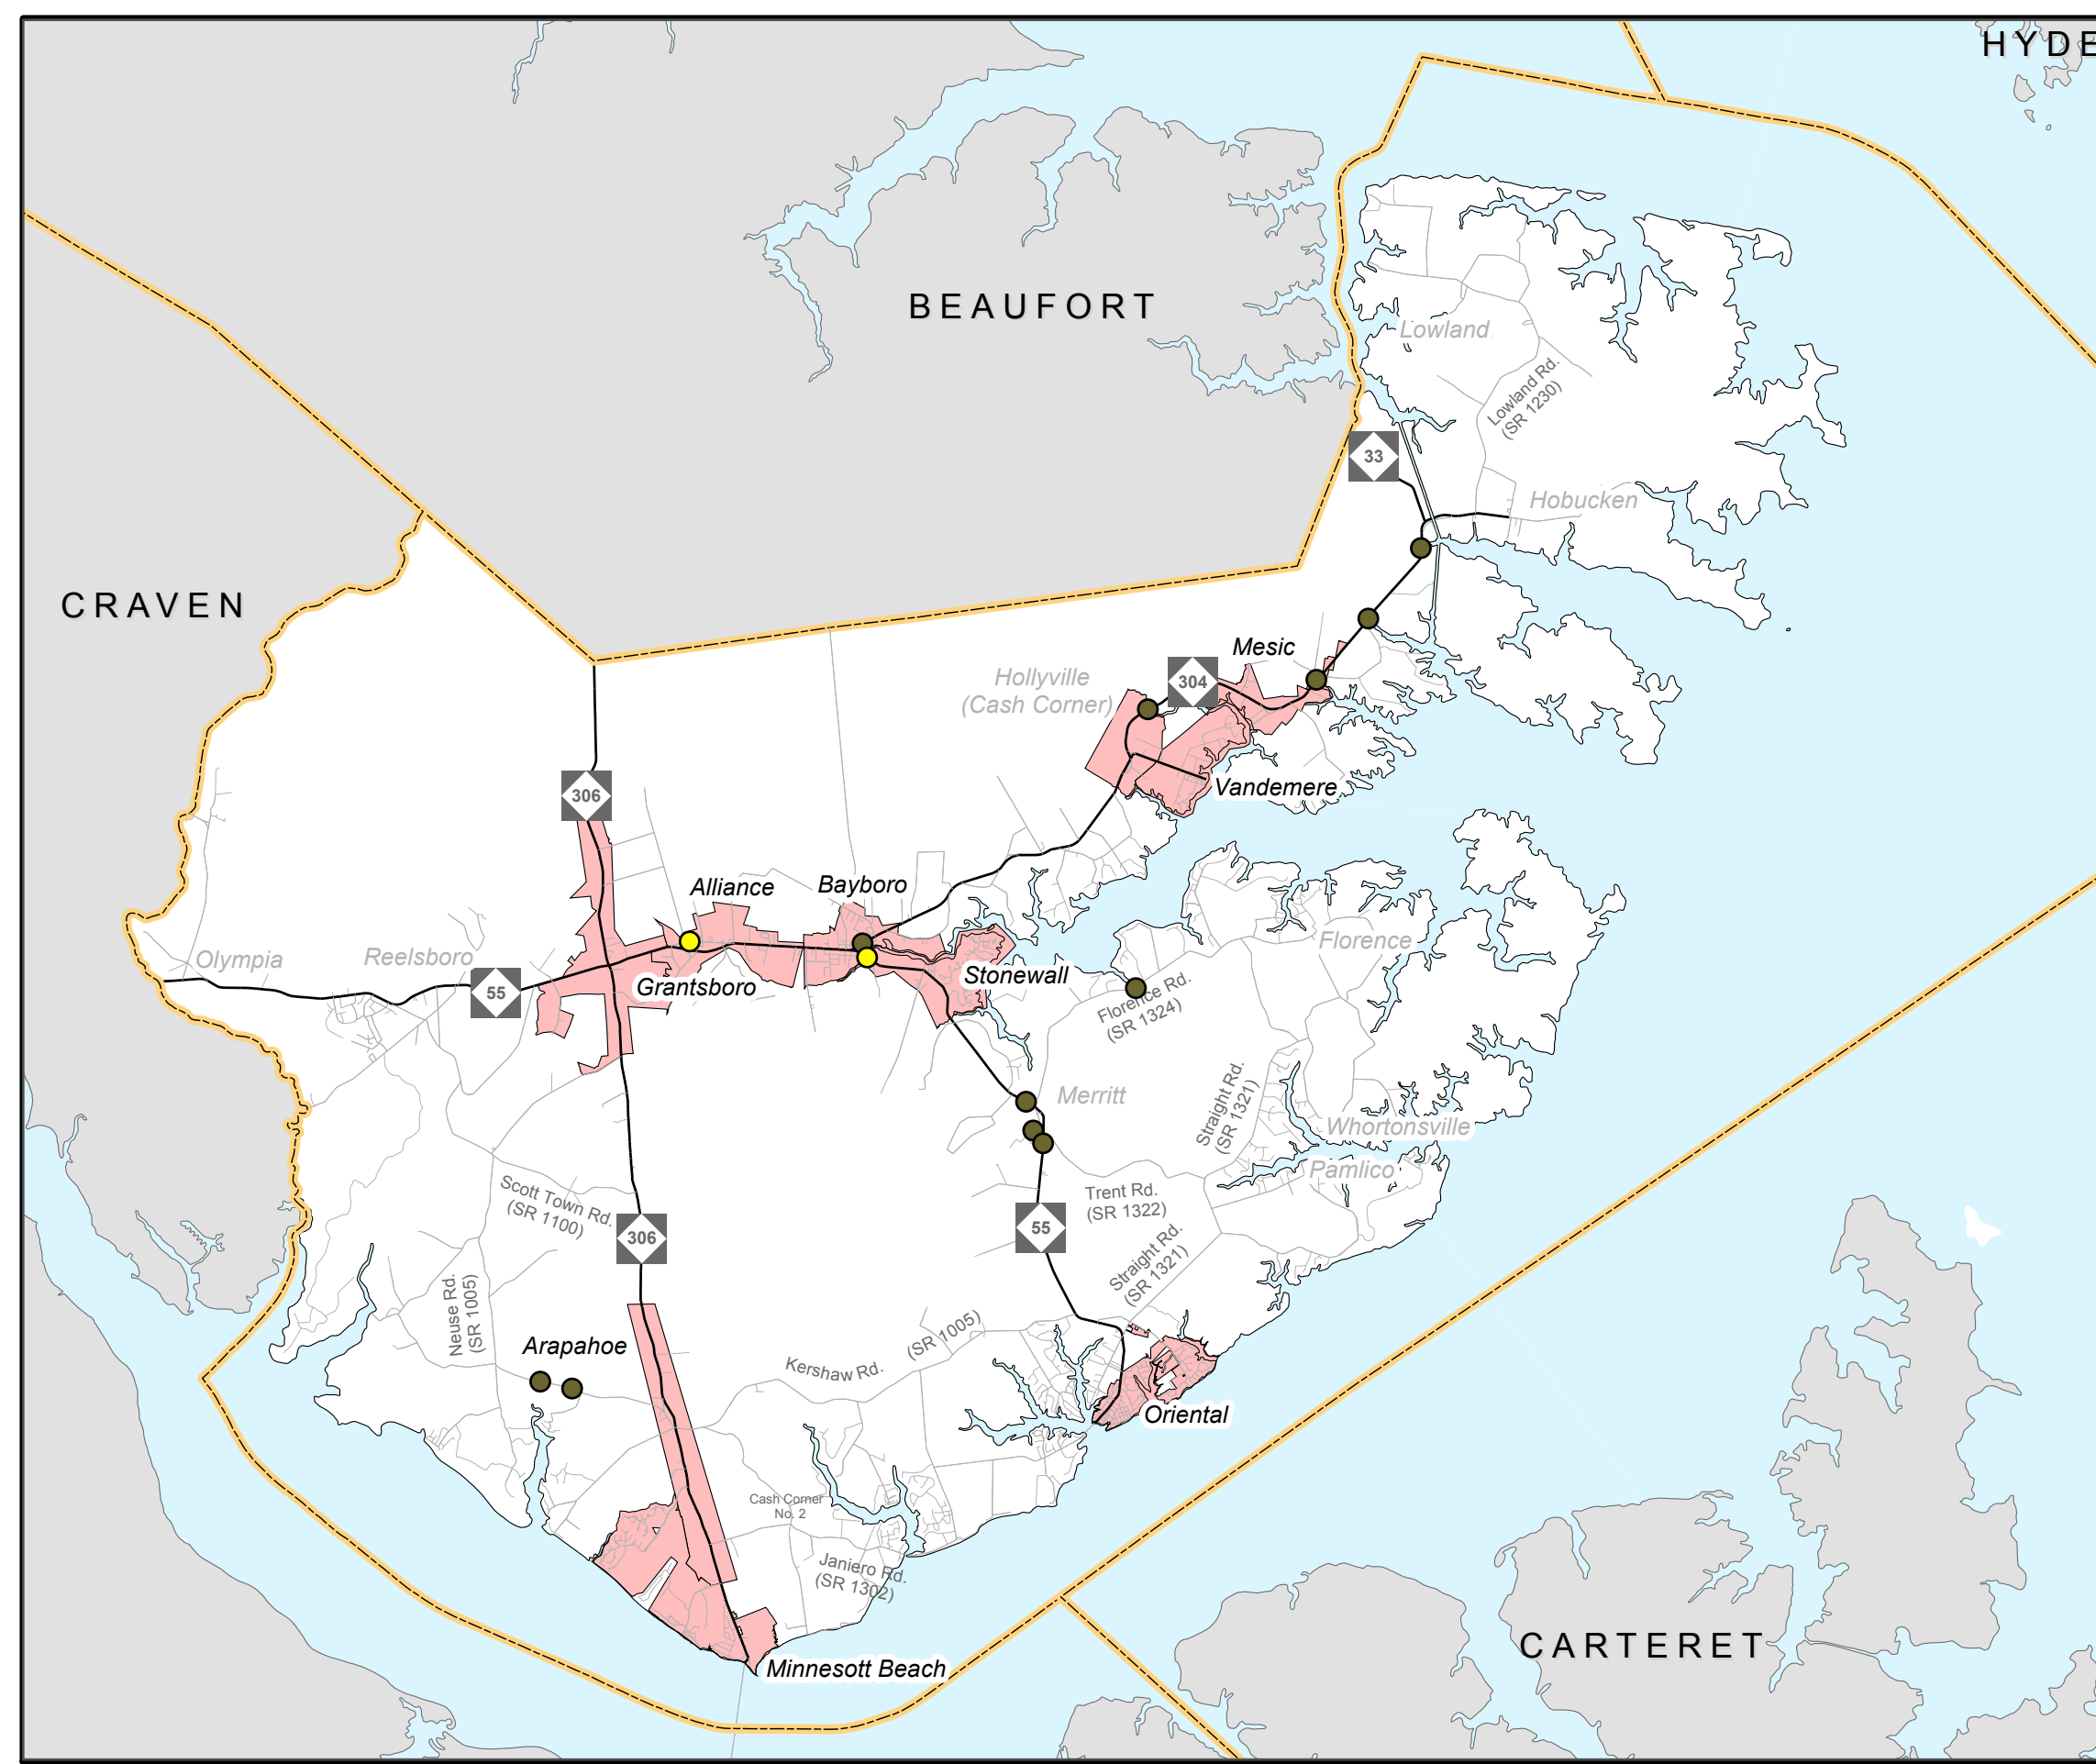 HYDE
BEAUFORT
Lowland
Lowland Rd.
(SR 1230)
33
Hobucken
CRAVEN
Mesic
Hollyville
(Cash Corner)
304
Vandemere
306
Alliance
Bayboro
Olympia
Reelsboro
55
Grantsboro
Stonewall
Florence
Florence Rd.
(SR 1324)
Merritt
Straight Rd.
(SR 1321)
Whortonsville
Pamlico
Scott Town Rd.
(SR 1100)
Trent Rd.
(SR 1322)
306
55
Straight Rd.
(SR 1321)
Neuse Rd.
(SR 1005)
Arapahoe
Kershaw Rd.
(SR 1005)
Oriental
Cash Corner
No. 2
Janiero Rd.
(SR 1302)
Minnesott Beach
CARTERET